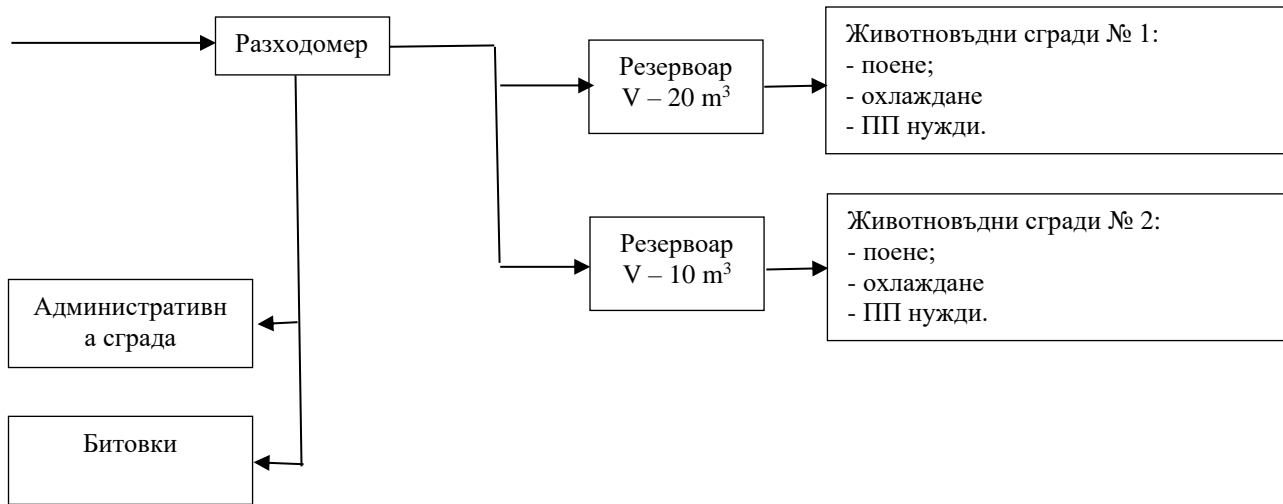 Разходомер
Резервоар
V – 20 m³
Животновъдни сгради № 1:
- поене;
- охлаждане
- ПП нужди.
Резервоар
V – 10 m³
Животновъдни сгради № 2:
- поене;
- охлаждане
- ПП нужди.
Административн
а сграда
Битовки